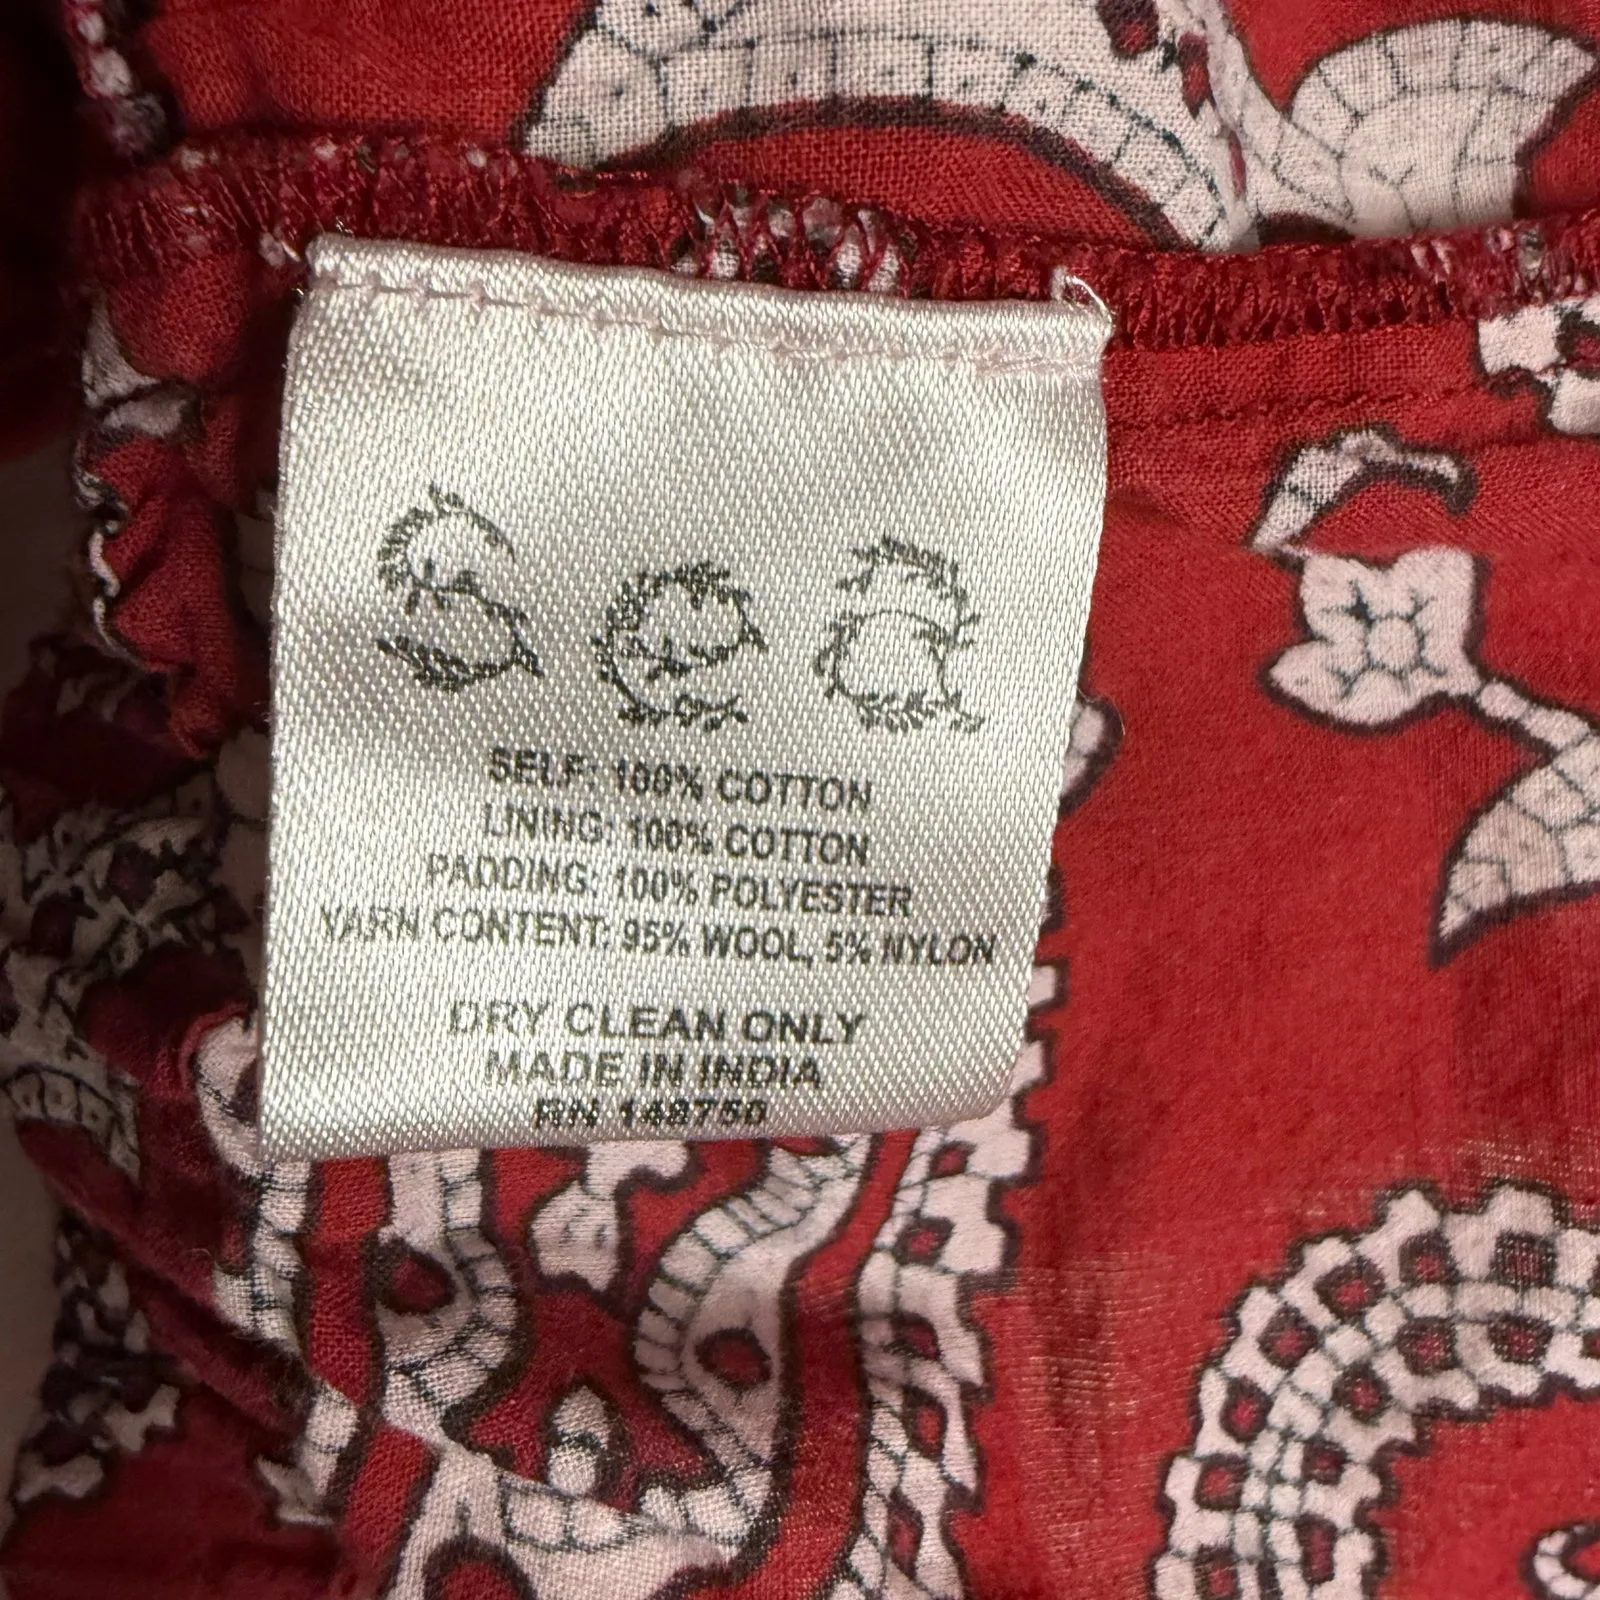 SEA
SELF: 100% COTTON
LINING: 100% COTTON
PADDING: 100% POLYESTER
YARN CONTENT: 95% WOOL, 5% NYLON
DRY CLEAN ONLY
MADE IN INDIA
RN 148750